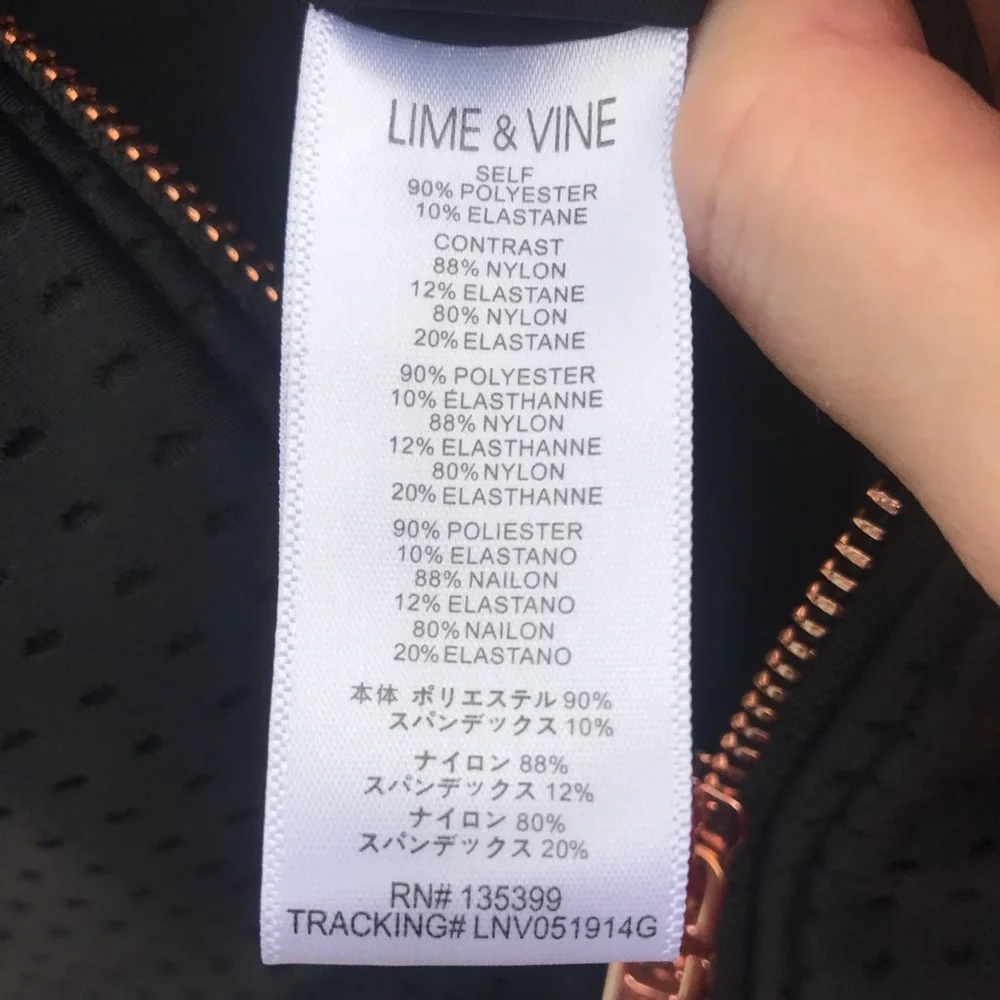 LIME & VINE
SELF
90% POLYESTER
10% ELASTANE
CONTRAST
88% NYLON
12% ELASTANE
80% NYLON
20% ELASTANE
90% POLYESTER
10% ÉLASTHANNE
88% NYLON
12% ELASTHANNE
80% NYLON
20% ELASTHANNE
90% POLIESTER
10% ELASTANO
88% NAILON
12% ELASTANO
80% NAILON
20% ELASTANO
本体 ポリエステル 90%
スパンデックス 10%
ナイロン 88%
スパンデックス 12%
ナイロン 80%
スパンデックス 20%
RN# 135399
TRACKING# LNV051914G